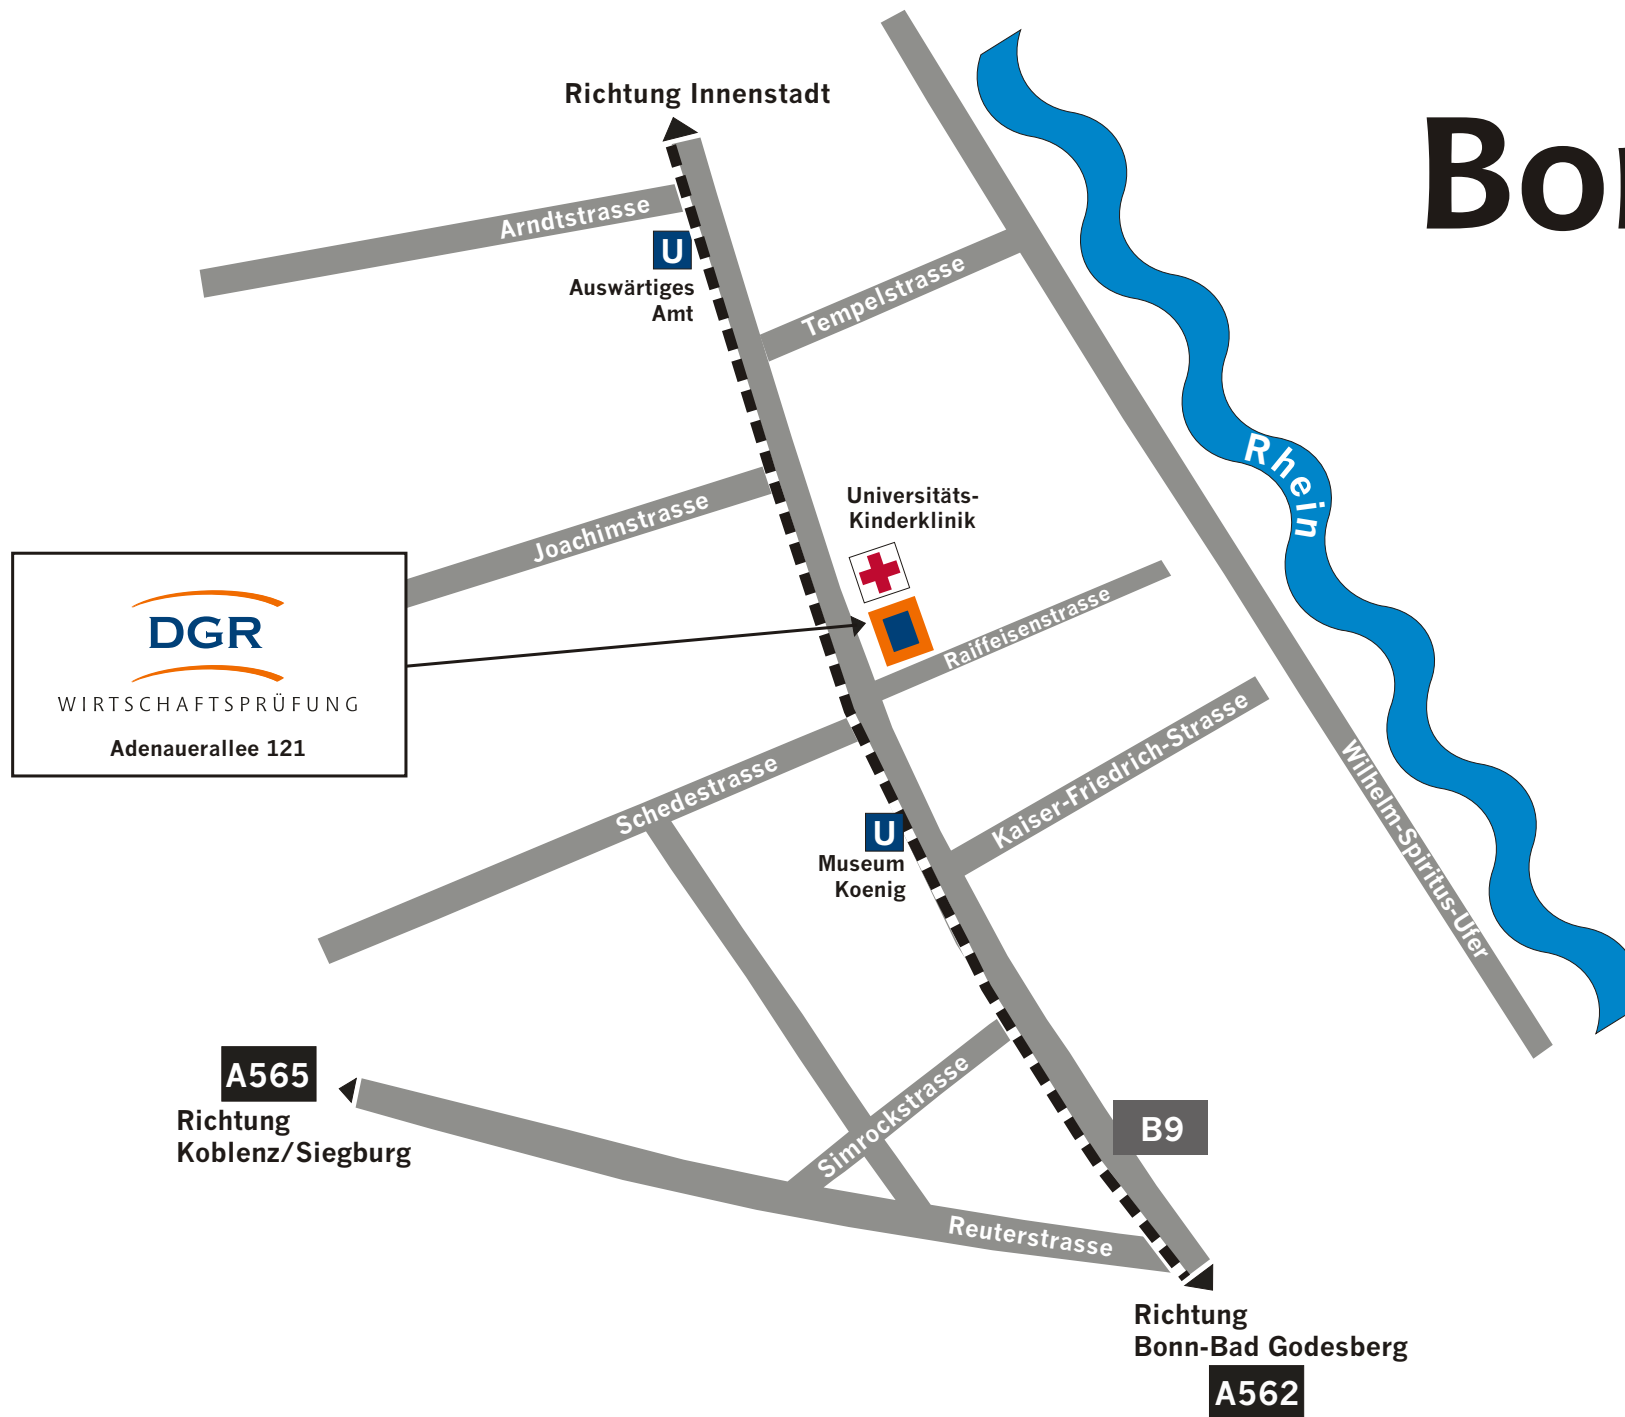 Richtung Innenstadt
Arndtstrasse
U
Auswärtiges
Amt
Tempelstrasse
Rhein
Universitäts-
Kinderklinik
Joachimstrasse
DGR
WIRTSCHAFTSPRÜFUNG
Adenauerallee 121
Raiffeisenstrasse
Schedestrasse
Kaiser-Friedrich-Strasse
Wilhelm-Spiritus-Ufer
U
Museum
Koenig
A565
Richtung
Koblenz/Siegburg
Simrockstrasse
B9
Reuterstrasse
Richtung
Bonn-Bad Godesberg
A562